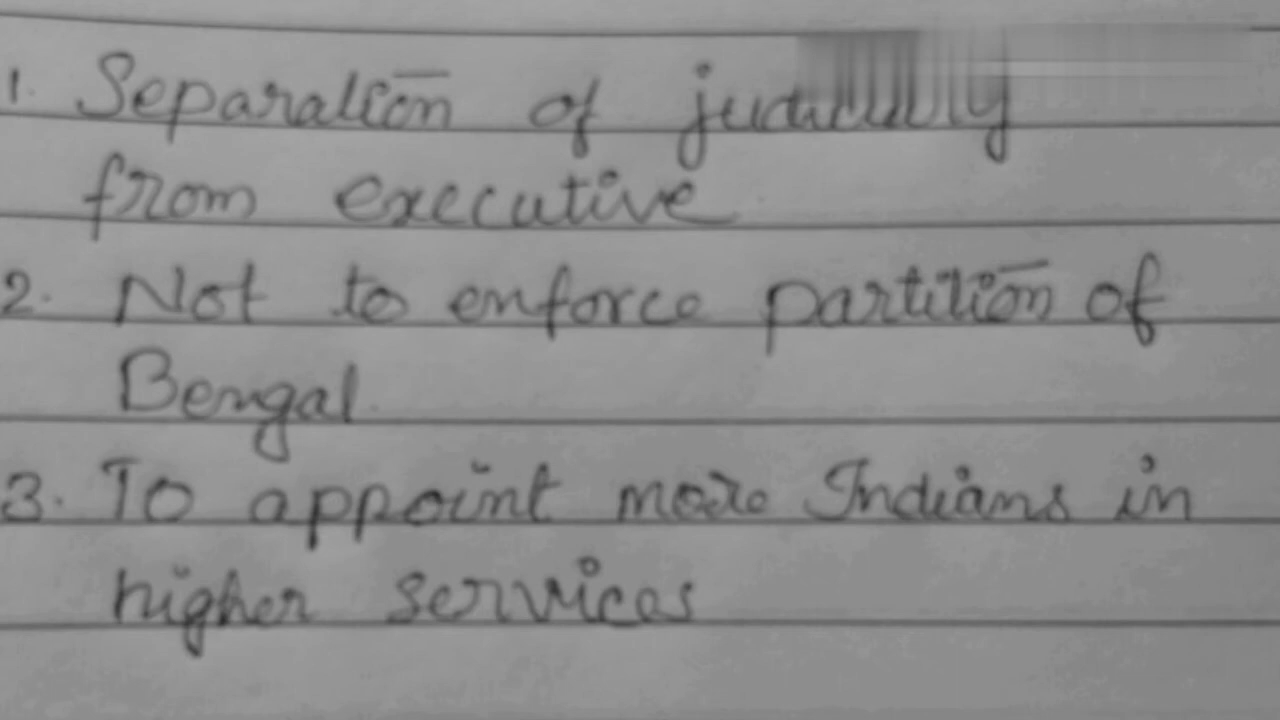 1. Separation of
from executive
2. Not to enforce partition of
Bengal
3. To appoint more Indians in
higher services